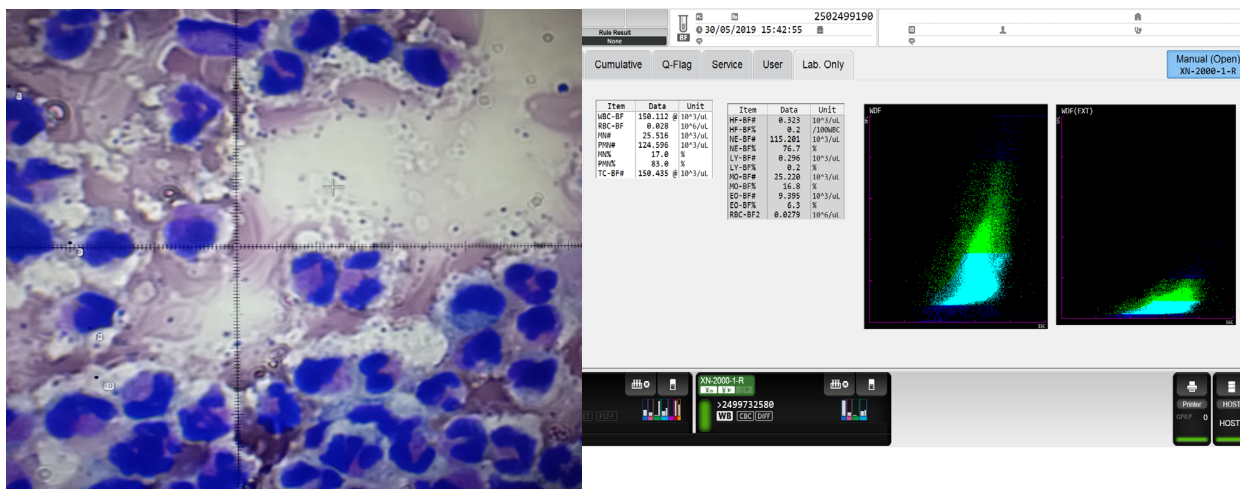 2502499190
Rule Result
None
BF
30/05/2019 15:42:55
Cumulative
Q-Flag
Service
User
Lab. Only
Manual (Open)
XN-2000-1-R
Item Data Unit
WBC-BF 150.112 @ 10^3/uL
RBC-BF 0.028 10^6/uL
MN# 25.516 10^3/uL
PMN# 124.596 10^3/uL
MN% 17.0 %
PMN% 83.0 %
TC-BF# 150.435 @ 10^3/uL
Item Data Unit
HF-BF# 0.323 10^3/uL
HF-BF% 0.2 /100WBC
NE-BF# 115.201 10^3/uL
NE-BF% 76.7 %
LY-BF# 0.296 10^3/uL
LY-BF% 0.2 %
MO-BF# 25.220 10^3/uL
MO-BF% 16.8 %
EO-BF# 9.395 10^3/uL
EO-BF% 6.3 %
RBC-BF2 0.0279 10^6/uL
WDF
SSC
WDF(EXT)
SSC
XN-2000-1-R
>2499732580
WB CBC DIFF
PLT-F
Printer
0
HOST
HOST